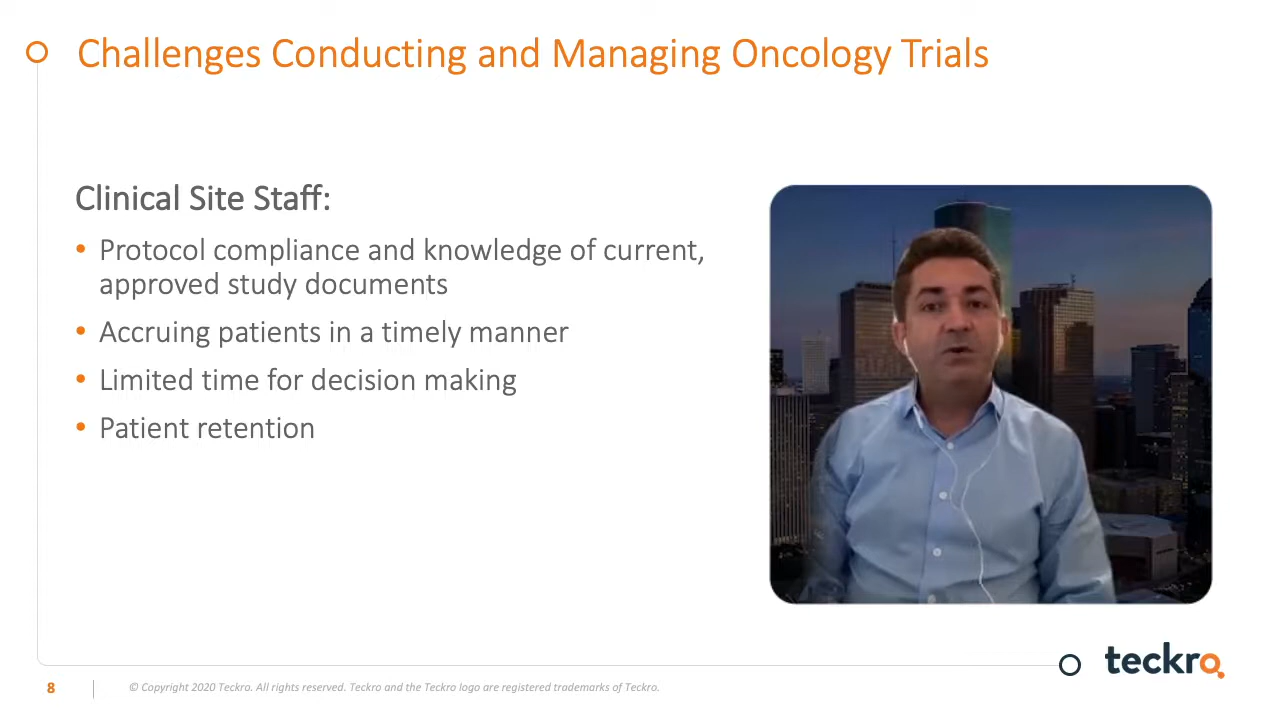 Challenges Conducting and Managing Oncology Trials
Clinical Site Staff:
• Protocol compliance and knowledge of current,
approved study documents
• Accruing patients in a timely manner
• Limited time for decision making
• Patient retention
teckro
8
© Copyright 2020 Teckro. All rights reserved. Teckro and the Teckro logo are registered trademarks of Teckro.